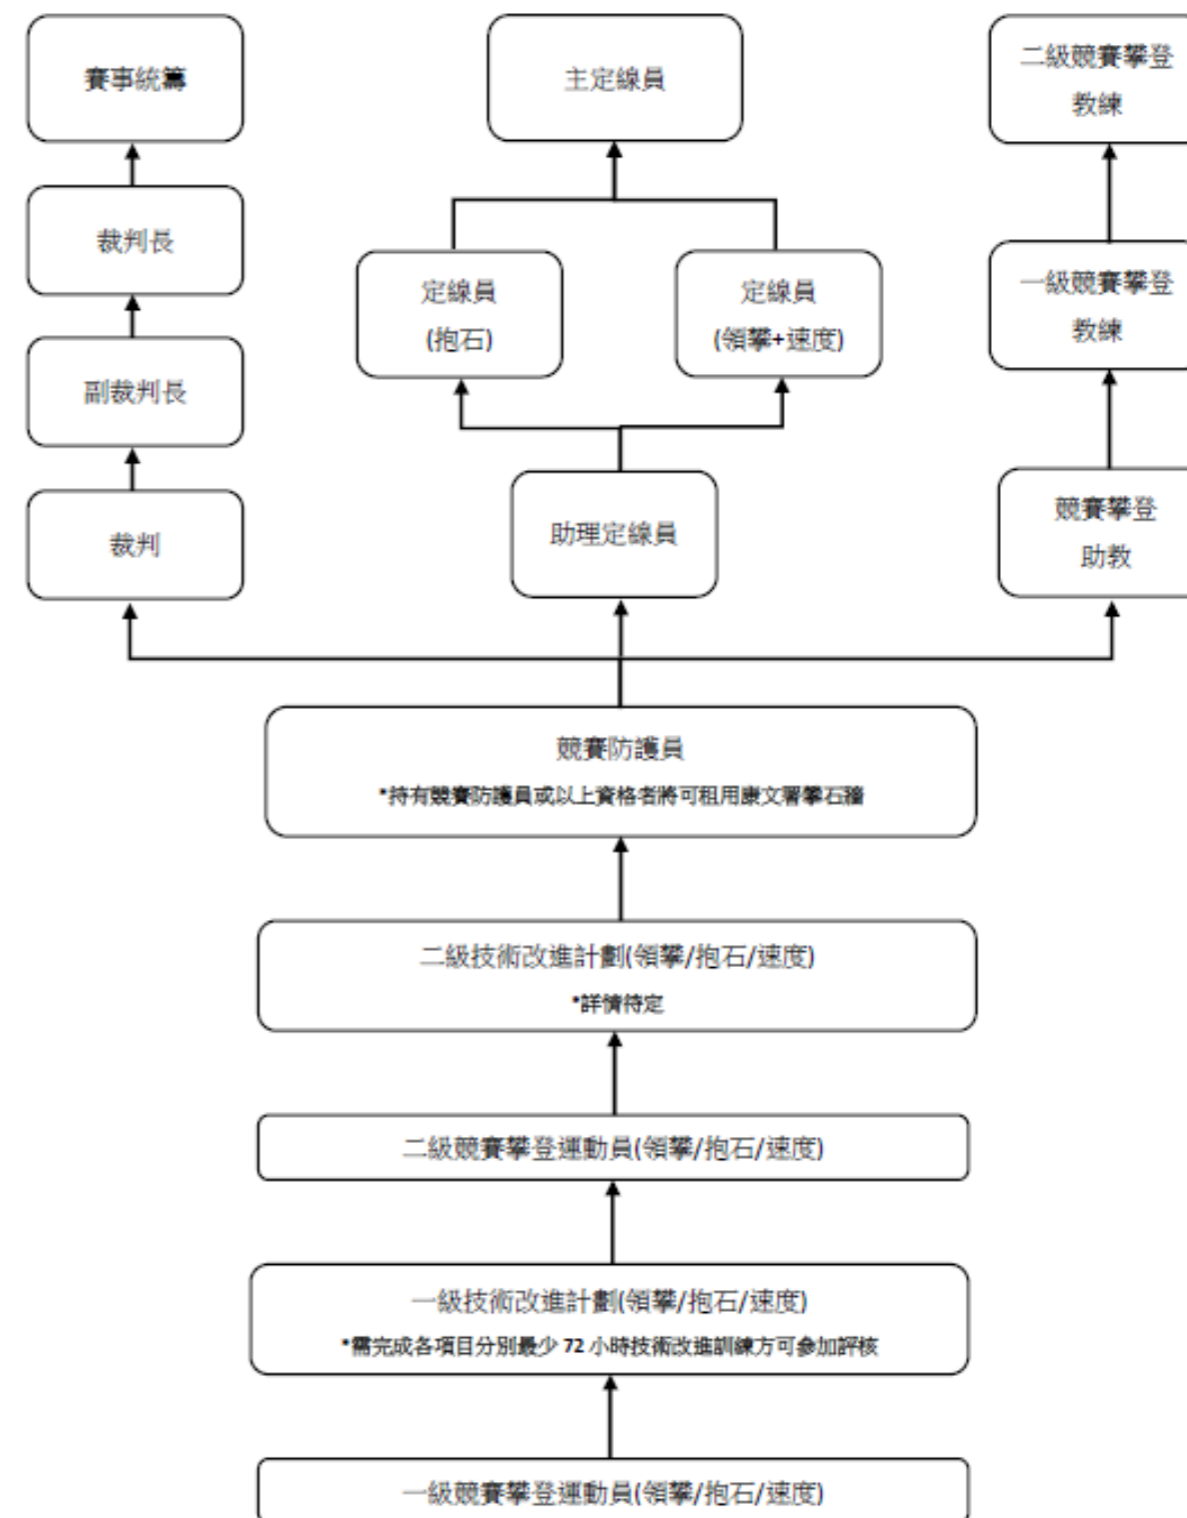 賽事統籌
主定線員
二級競賽攀登
教練
裁判長
定線員
(抱石)
定線員
(領攀+速度)
一級競賽攀登
教練
副裁判長
裁判
助理定線員
競賽攀登
助教
競賽防護員
*持有競賽防護員或以上資格者將可租用康文署攀石牆
二級技術改進計劃(領攀/抱石/速度)
*詳情待定
二級競賽攀登運動員(領攀/抱石/速度)
一級技術改進計劃(領攀/抱石/速度)
*需完成各項目分別最少 72 小時技術改進訓練方可參加評核
一級競賽攀登運動員(領攀/抱石/速度)